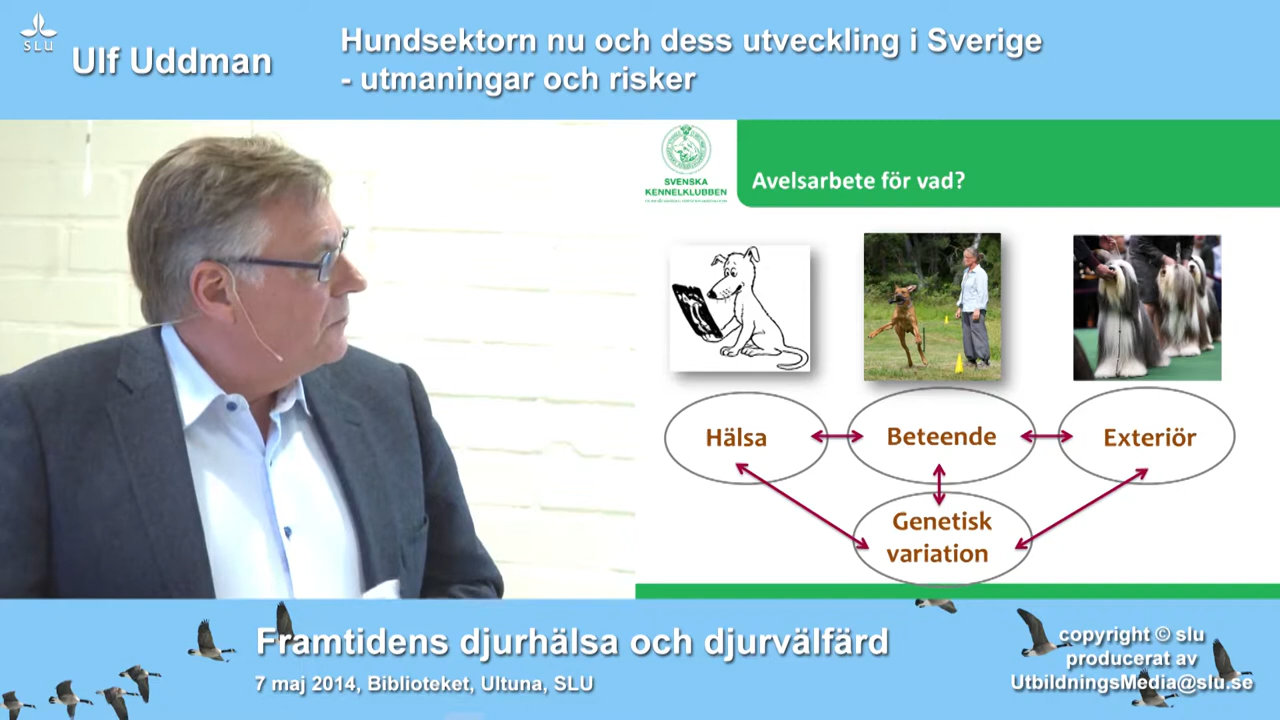 SLU
Ulf Uddman
Hundsektorn nu och dess utveckling i Sverige
- utmaningar och risker
SVENSKA
KENNELKLUBBEN
Avelsarbete för vad?
Hälsa
Beteende
Exteriör
Genetisk
variation
Framtidens djurhälsa och djurvälfärd
7 maj 2014, Biblioteket, Ultuna, SLU
copyright © slu
producerat av
UtbildningsMedia@slu.se